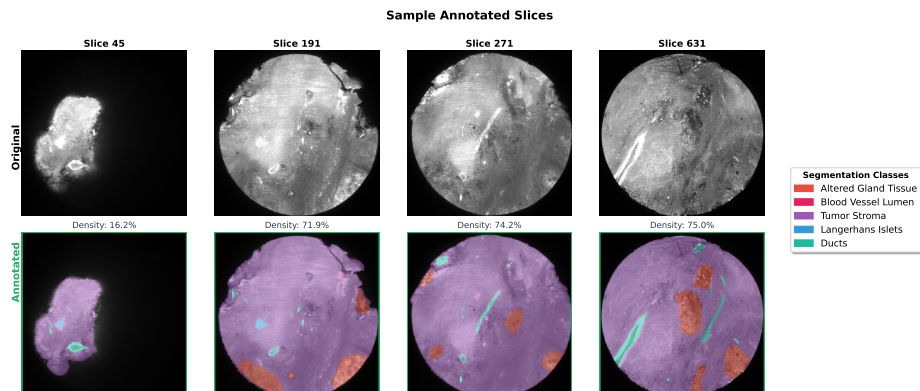 Sample Annotated Slices
Slice 45
Slice 191
Slice 271
Slice 631
Original
Segmentation Classes
Altered Gland Tissue
Blood Vessel Lumen
Tumor Stroma
Langerhans Islets
Ducts
Density: 16.2%
Density: 71.9%
Density: 74.2%
Density: 75.0%
Annotated